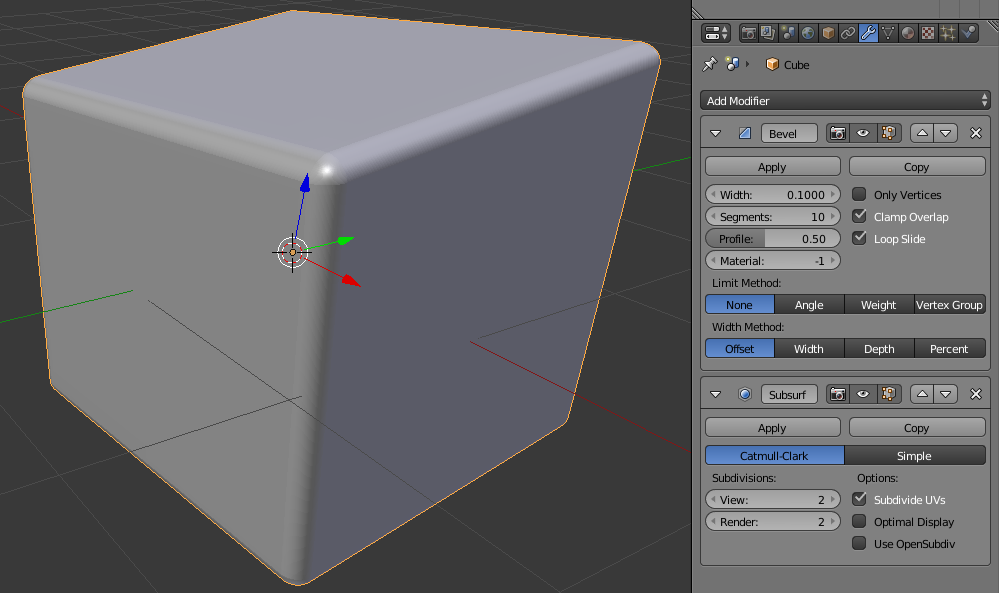 Cube
Add Modifier
Bevel
Apply Copy
Width: 0.1000 Only Vertices
Segments: 10 Clamp Overlap
Profile: 0.50 Loop Slide
Material: -1
Limit Method:
None Angle Weight Vertex Group
Width Method:
Offset Width Depth Percent
Subsurf
Apply Copy
Catmull-Clark Simple
Subdivisions: Options:
View: 2 Subdivide UVs
Render: 2 Optimal Display
Use OpenSubdiv